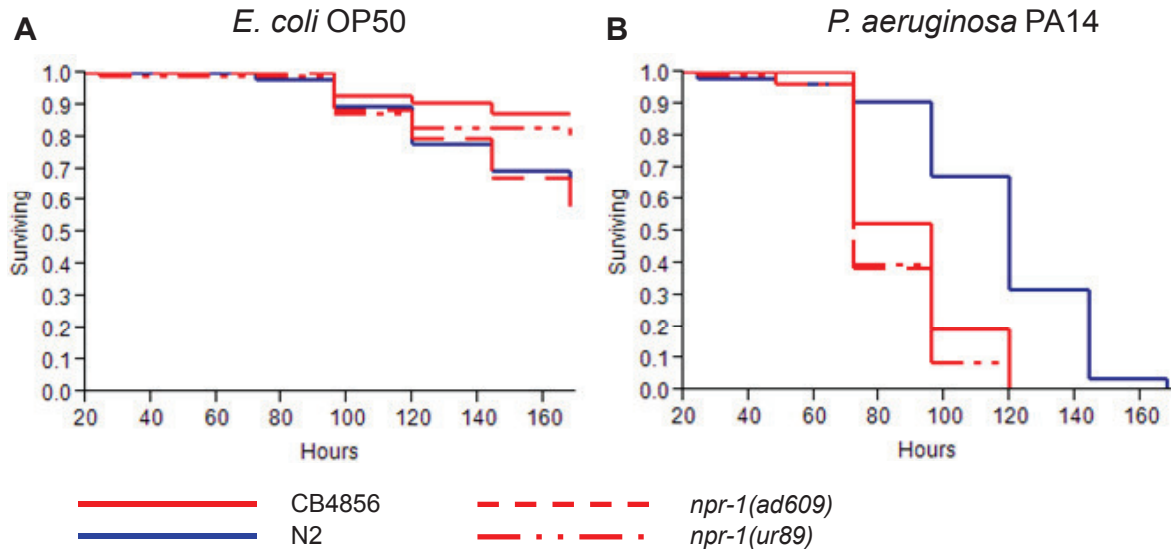 A
E. coli OP50
B
P. aeruginosa PA14
1.0
0.9
0.8
0.7
0.6
0.5
0.4
0.3
0.2
0.1
0.0
Surviving
20 40 60 80 100 120 140 160
Hours
1.0
0.9
0.8
0.7
0.6
0.5
0.4
0.3
0.2
0.1
0.0
Surviving
20 40 60 80 100 120 140 160
Hours
CB4856
N2
npr-1(ad609)
npr-1(ur89)